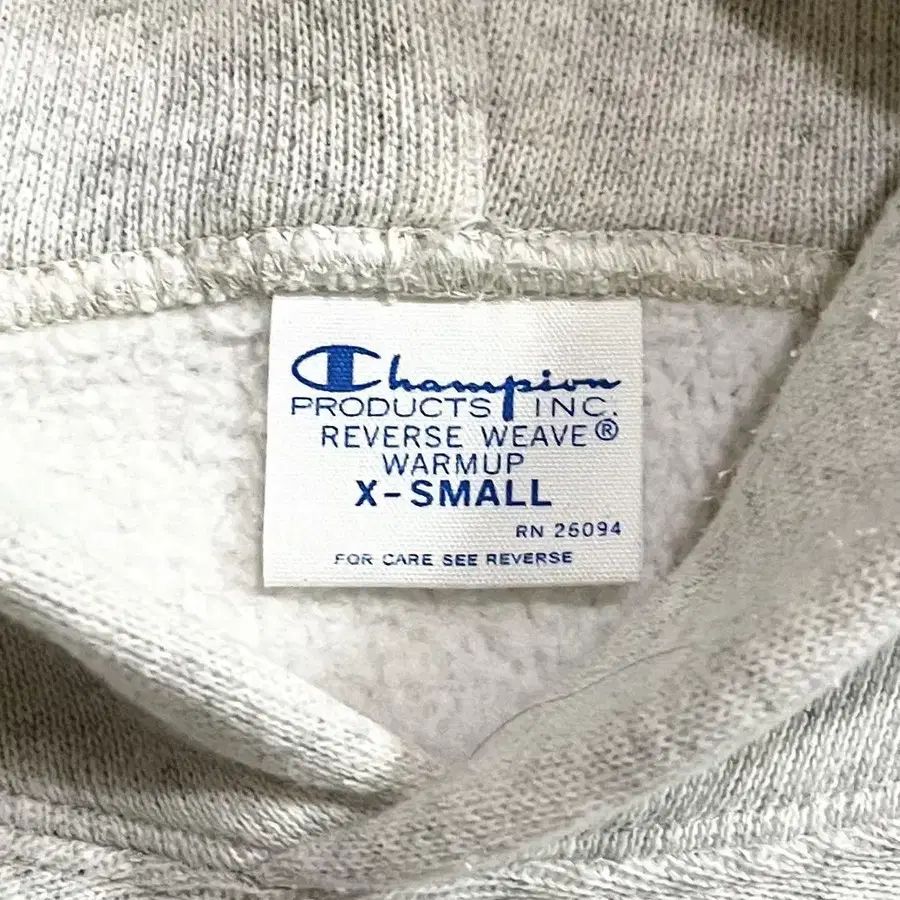 Champion
PRODUCTS INC.
REVERSE WEAVE®
WARMUP
X-SMALL
RN 26094
FOR CARE SEE REVERSE